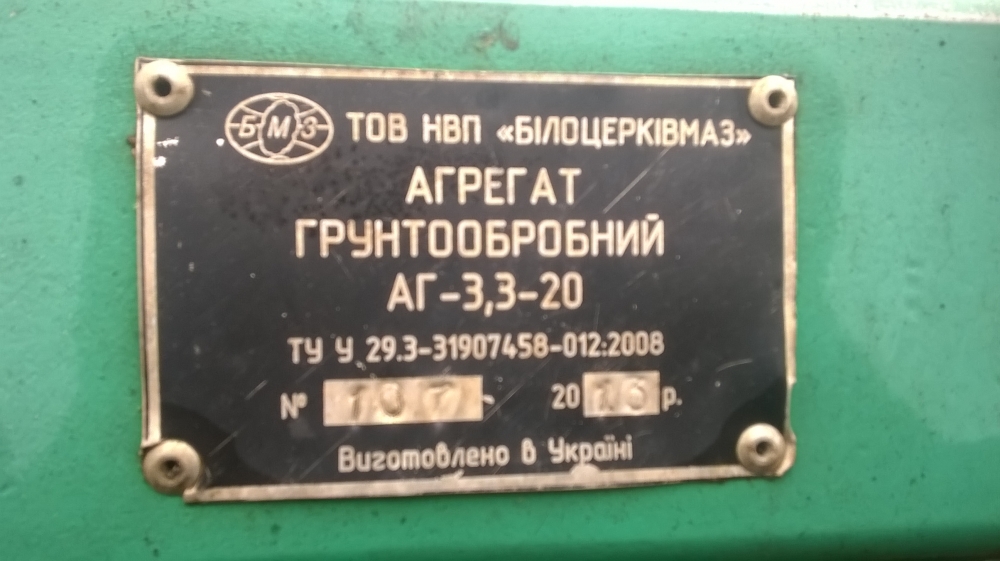 БМЗ ТОВ НВП «БІЛОЦЕРКІВМАЗ»
АГРЕГАТ
ГРУНТООБРОБНИЙ
АГ-3,3-20
ТУ У 29.3-31907458-012:2008
№ 20 р.
Виготовлено в Україні